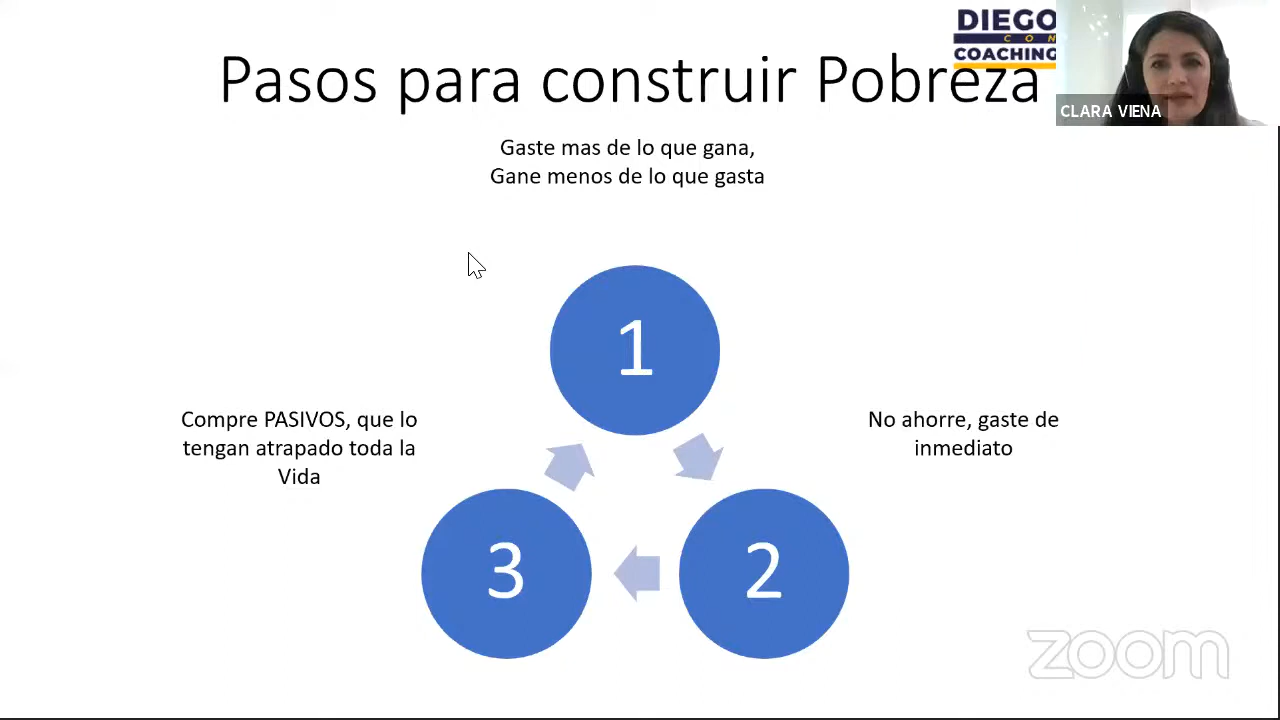 DIEGO
CON
COACHING
Pasos para construir Pobreza
CLARA VIENA
Gaste mas de lo que gana,
Gane menos de lo que gasta
1
Compre PASIVOS, que lo
tengan atrapado toda la
Vida
No ahorre, gaste de
inmediato
3
2
zoom